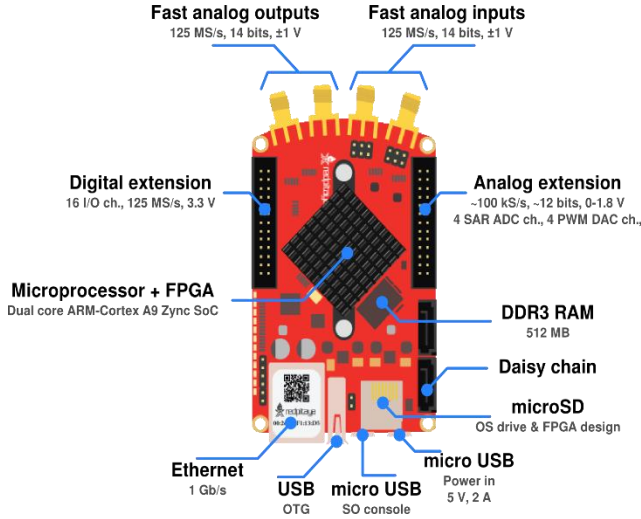 Fast analog outputs
125 MS/s, 14 bits, ±1 V
Fast analog inputs
125 MS/s, 14 bits, ±1 V
redpitaya
Digital extension
16 I/O ch., 125 MS/s, 3.3 V
Analog extension
~100 kS/s, ~12 bits, 0-1.8 V
4 SAR ADC ch., 4 PWM DAC ch.,
Microprocessor + FPGA
Dual core ARM-Cortex A9 Zync SoC
DDR3 RAM
512 MB
Daisy chain
microSD
OS drive & FPGA design
redpitaya
Ethernet
1 Gb/s
USB
OTG
micro USB
SO console
micro USB
Power in
5 V, 2 A